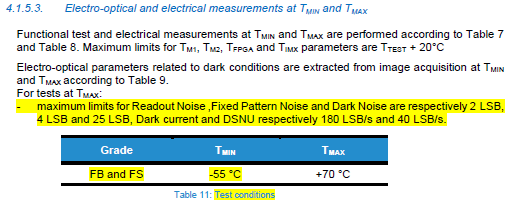 4.1.5.3. Electro-optical and electrical measurements at TMIN and TMAX
Functional test and electrical measurements at TMIN and TMAX are performed according to Table 7
and Table 8. Maximum limits for TM1, TM2, TFPGA and TIMX parameters are TTEST + 20°C
Electro-optical parameters related to dark conditions are extracted from image acquisition at TMIN
and TMAX according to Table 9.
For tests at TMAX:
- maximum limits for Readout Noise ,Fixed Pattern Noise and Dark Noise are respectively 2 LSB,
4 LSB and 25 LSB, Dark current and DSNU respectively 180 LSB/s and 40 LSB/s.
Grade TMIN TMAX
FB and FS -55 °C +70 °C
Table 11: Test conditions